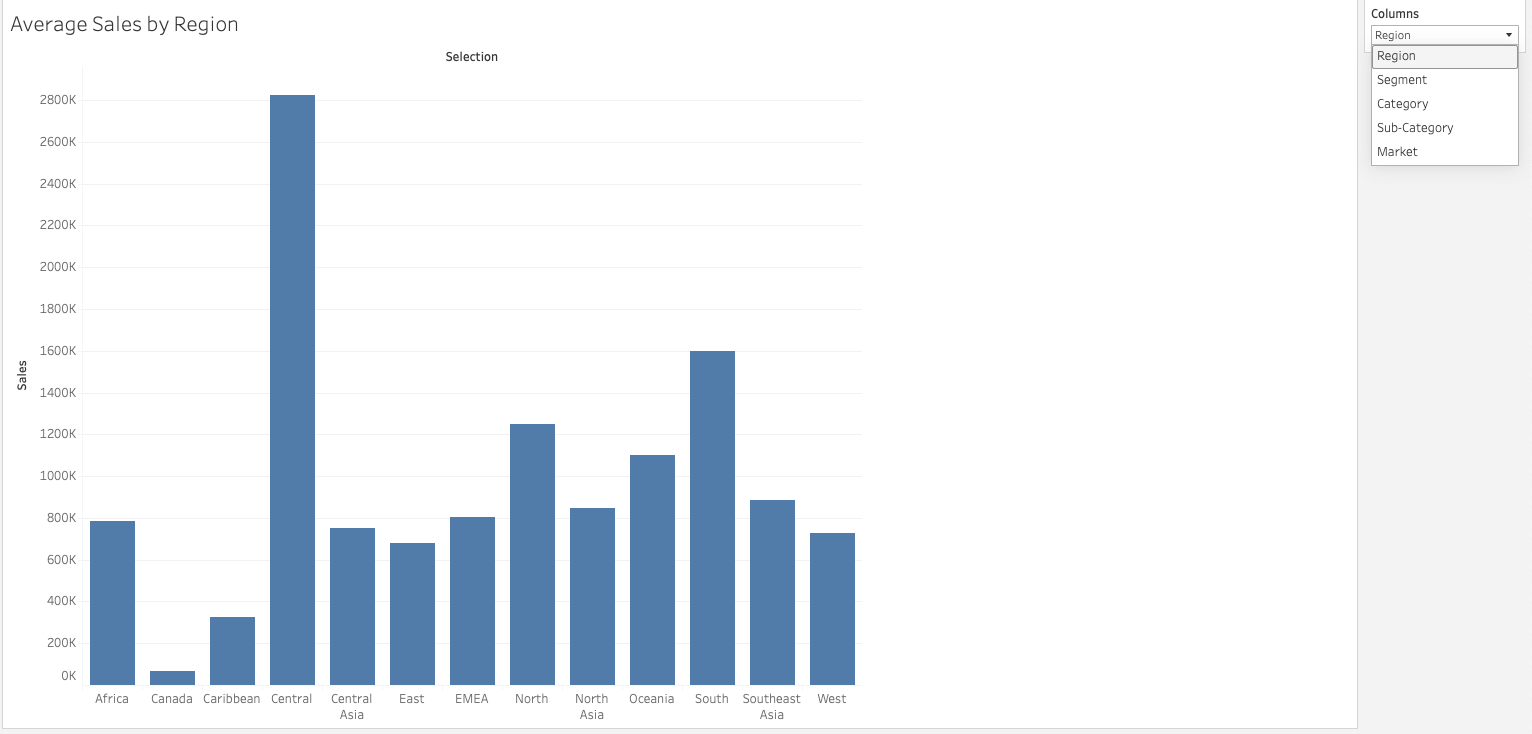 Average Sales by Region
Selection
Sales
2800K
2600K
2400K
2200K
2000K
1800K
1600K
1400K
1200K
1000K
800K
600K
400K
200K
0K
Africa
Canada
Caribbean
Central
Central
Asia
East
EMEA
North
North
Asia
Oceania
South
Southeast
Asia
West
Columns
Region
Region
Segment
Category
Sub-Category
Market